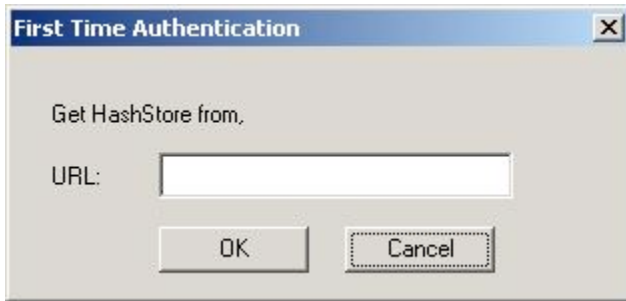 First Time Authentication
Get HashStore from,
URL:
OK Cancel